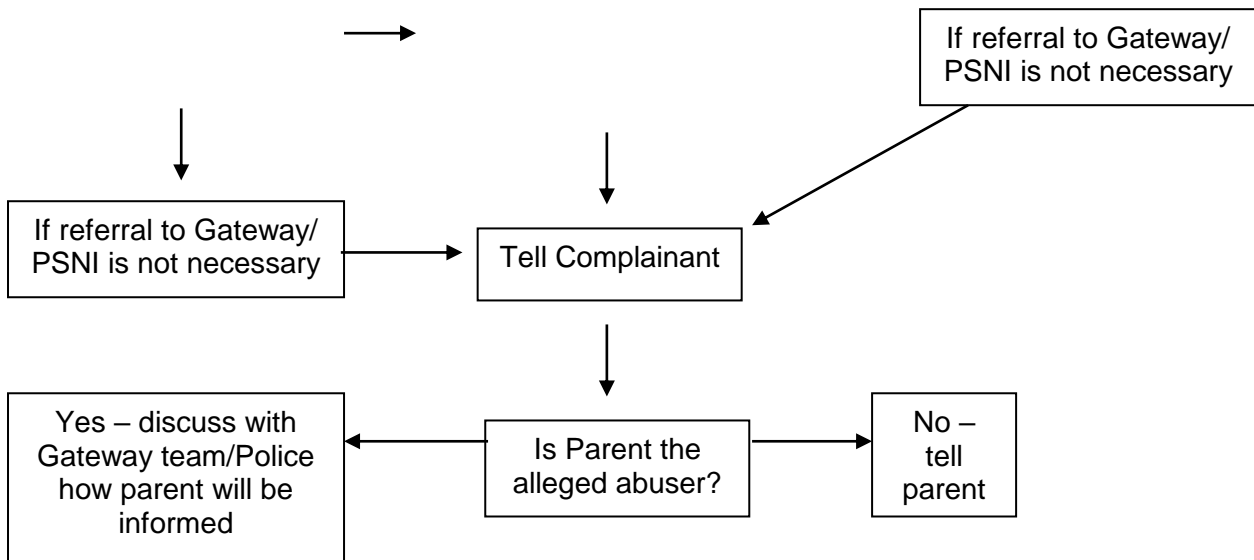 If referral to Gateway/
PSNI is not necessary
If referral to Gateway/
PSNI is not necessary
Tell Complainant
Yes – discuss with
Gateway team/Police
how parent will be
informed
Is Parent the
alleged abuser?
No –
tell
parent